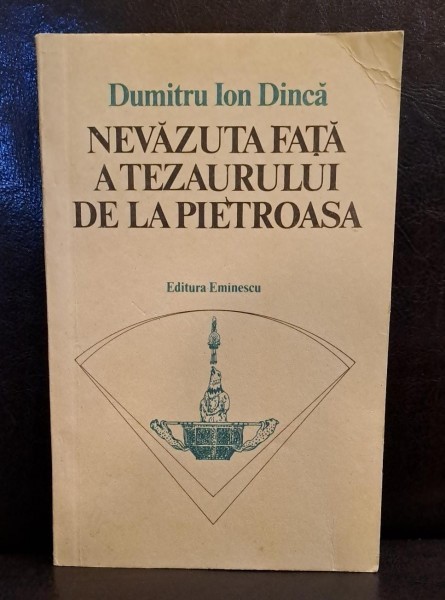 Dumitru Ion Dincă
NEVĂZUTA FAȚĂ
A TEZAURULUI
DE LA PIETROASA
Editura Eminescu